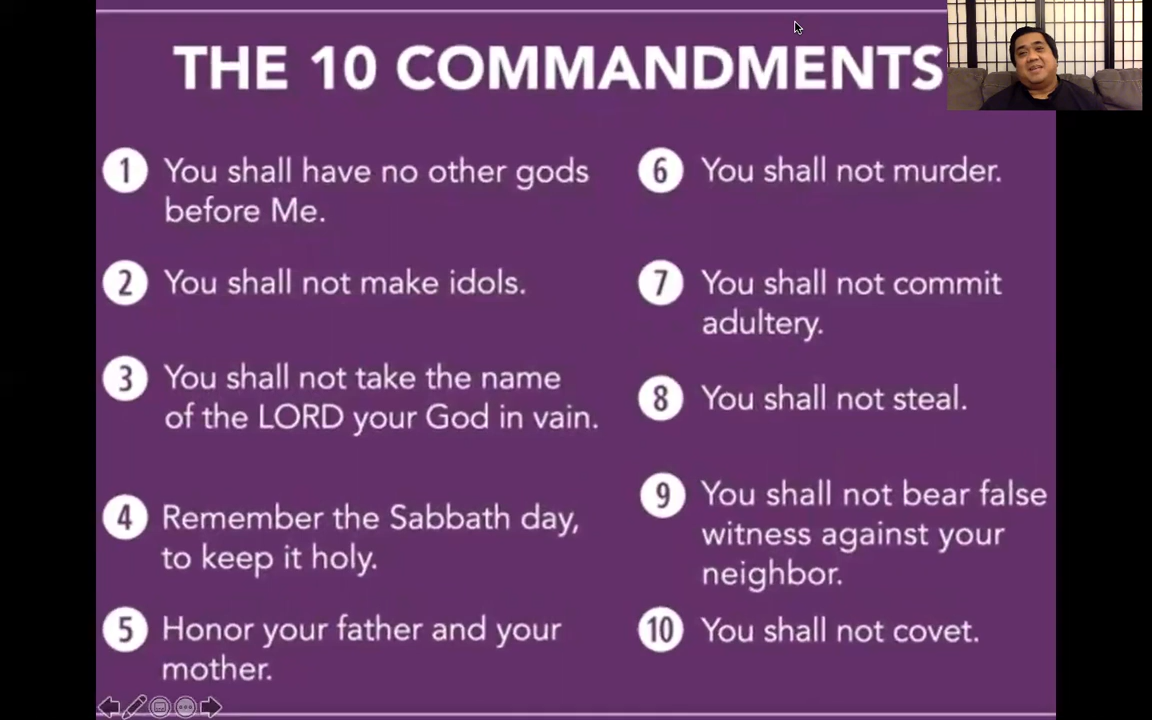 THE 10 COMMANDMENTS
1 You shall have no other gods
before Me.
2 You shall not make idols.
3 You shall not take the name
of the LORD your God in vain.
4 Remember the Sabbath day,
to keep it holy.
5 Honor your father and your
mother.
6 You shall not murder.
7 You shall not commit
adultery.
8 You shall not steal.
9 You shall not bear false
witness against your
neighbor.
10 You shall not covet.